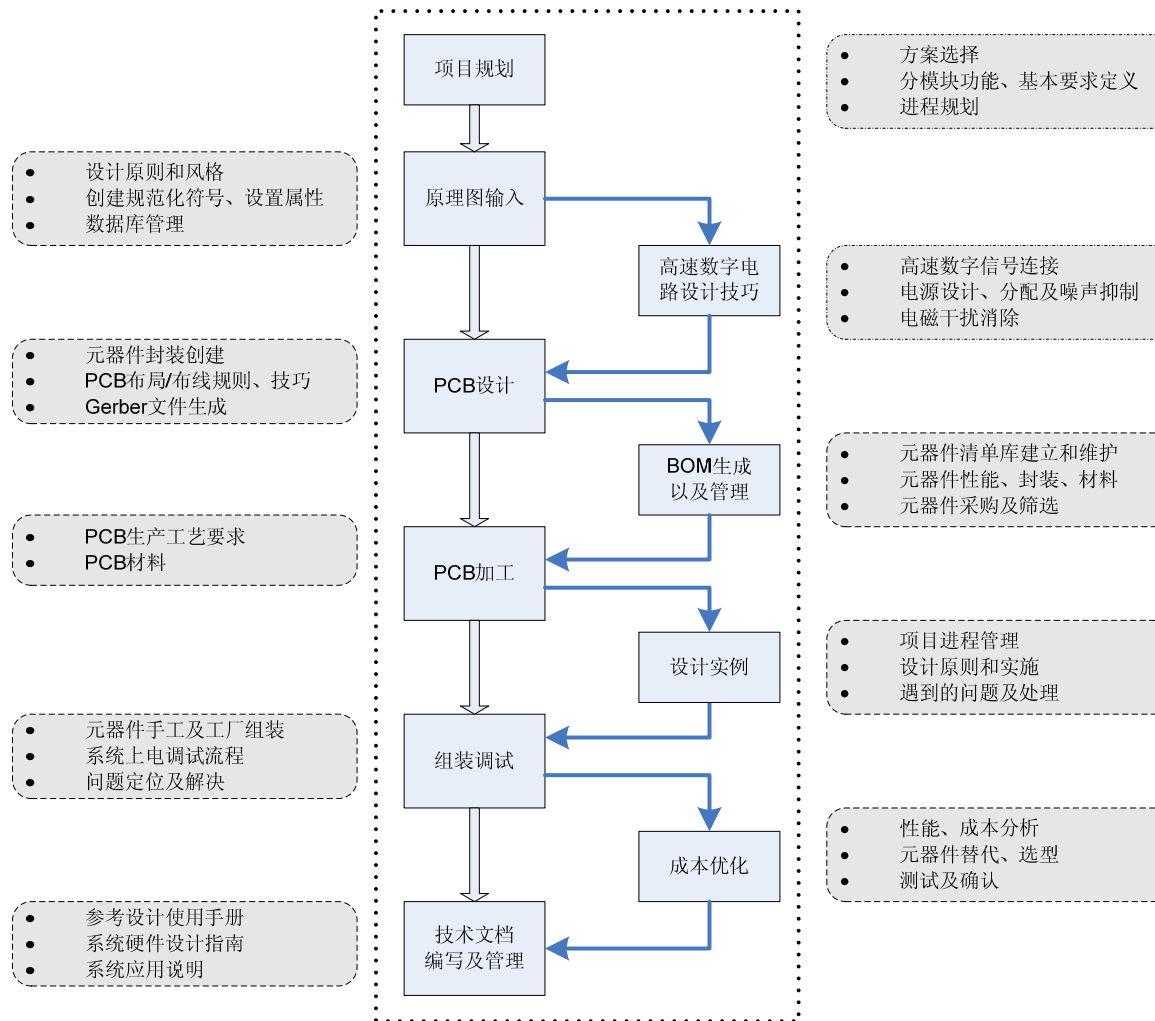 项目规划
● 方案选择
● 分模块功能、基本要求定义
● 进程规划
● 设计原则和风格
● 创建规范化符号、设置属性
● 数据库管理
原理图输入
高速数字电
路设计技巧
● 高速数字信号连接
● 电源设计、分配及噪声抑制
● 电磁干扰消除
● 元器件封装创建
● PCB布局/布线规则、技巧
● Gerber文件生成
PCB设计
BOM生成
以及管理
● 元器件清单库建立和维护
● 元器件性能、封装、材料
● 元器件采购及筛选
● PCB生产工艺要求
● PCB材料
PCB加工
设计实例
● 项目进程管理
● 设计原则和实施
● 遇到的问题及处理
● 元器件手工及工厂组装
● 系统上电调试流程
● 问题定位及解决
组装调试
成本优化
● 性能、成本分析
● 元器件替代、选型
● 测试及确认
● 参考设计使用手册
● 系统硬件设计指南
● 系统应用说明
技术文档
编写及管理